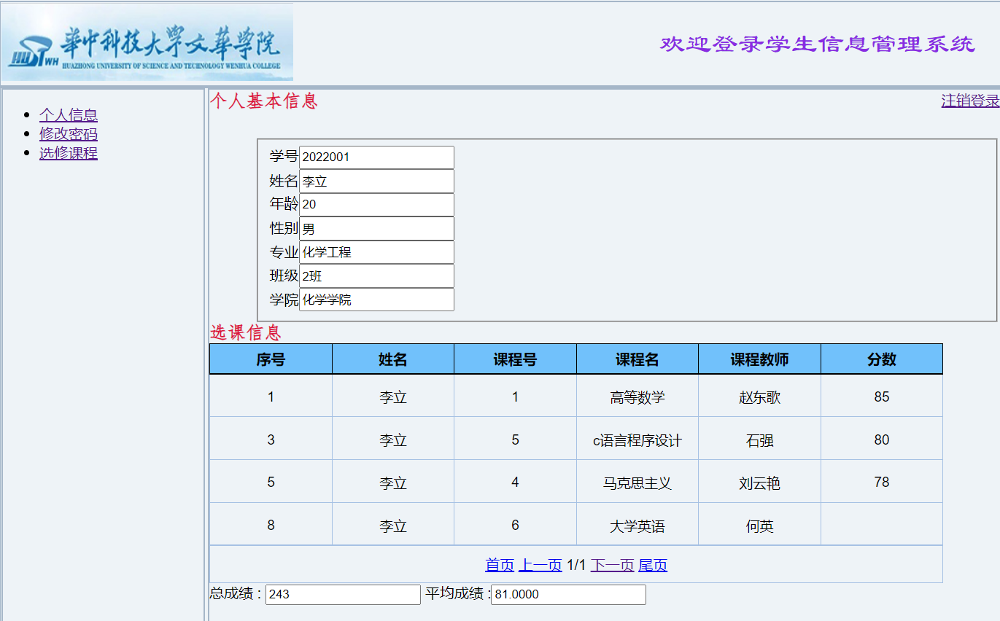 華中科技大学文華学院
HUAZHONG UNIVERSITY OF SCIENCE AND TECHNOLOGY WENHUA COLLEGE
HUST WH
欢迎登录学生信息管理系统
个人信息
修改密码
选修课程
个人基本信息
注销登录
学号 2022001
姓名 李立
年龄 20
性别 男
专业 化学工程
班级 2班
学院 化学学院
选课信息
序号 姓名 课程号 课程名 课程教师 分数
1 李立 1 高等数学 赵东歌 85
3 李立 5 c语言程序设计 石强 80
5 李立 4 马克思主义 刘云艳 78
8 李立 6 大学英语 何英
首页 上一页 1/1 下一页 尾页
总成绩 : 243 平均成绩 : 81.0000